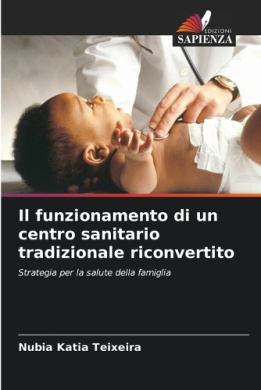 EDIZIONI
SAPIENZA
Il funzionamento di un
centro sanitario
tradizionale riconvertito
Strategia per la salute della famiglia
Nubia Katia Teixeira